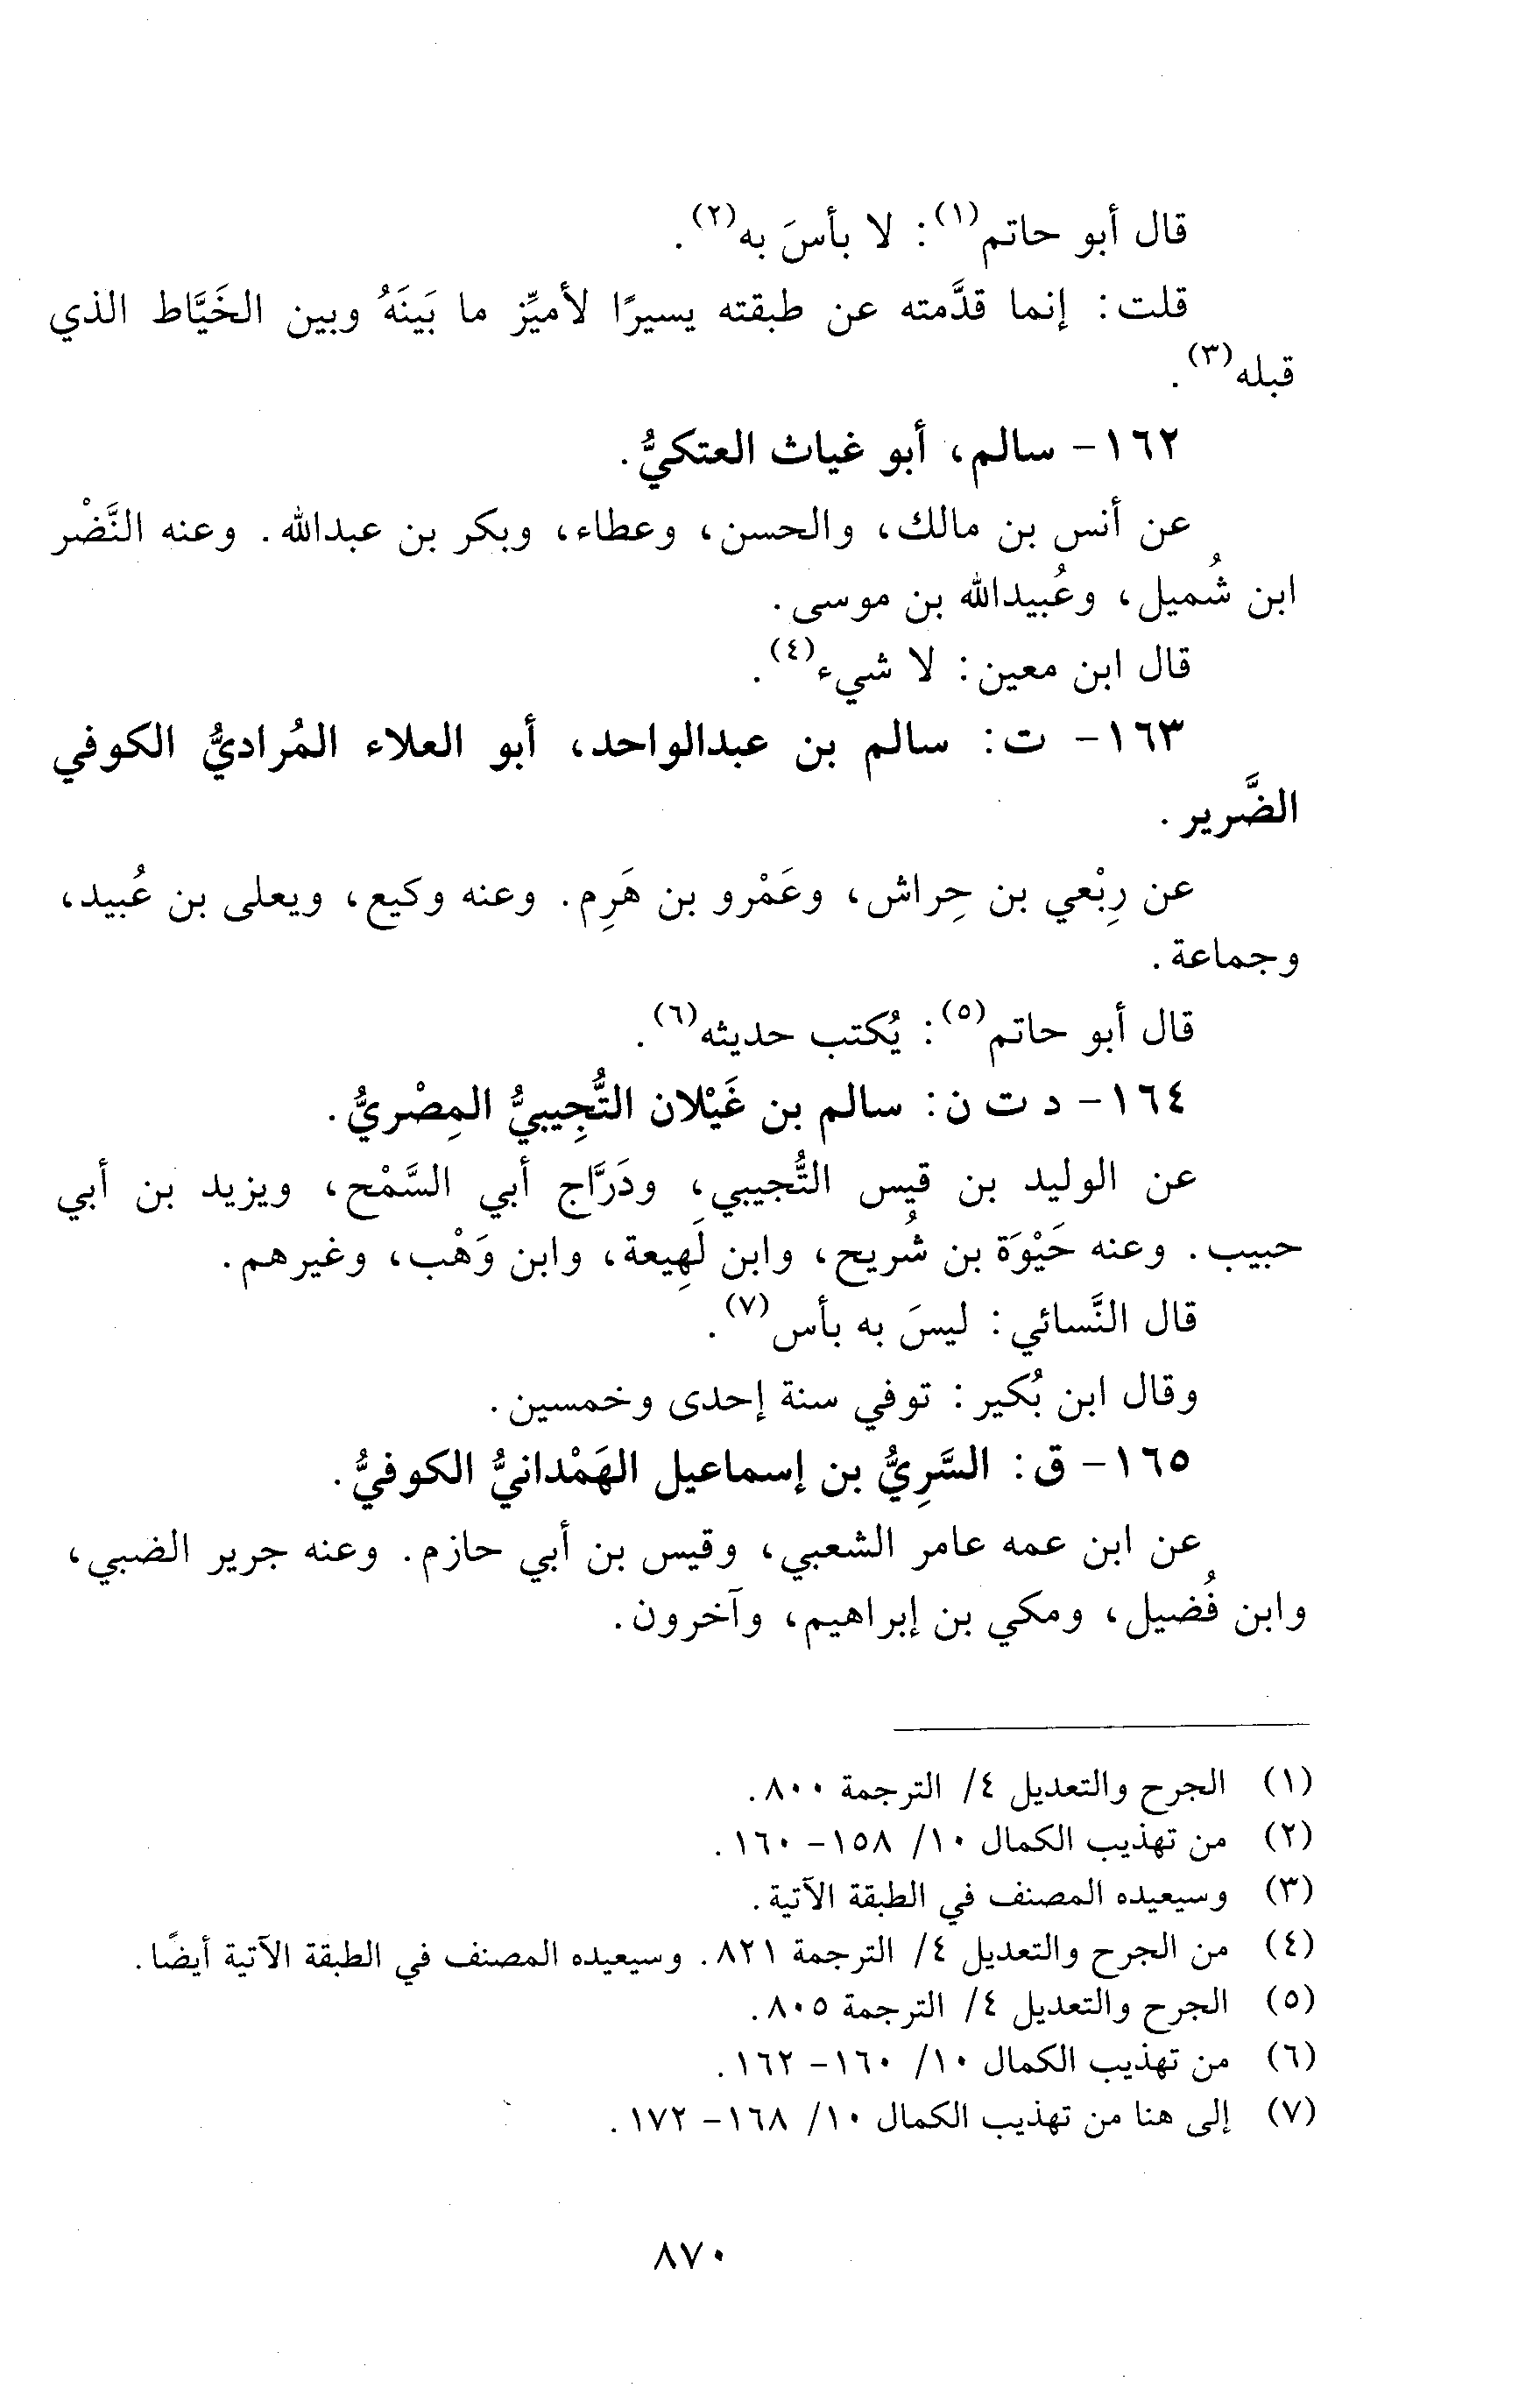 قال أبو حاتم(١): لا بأسَ به(٢).
قلت: إنما قدَّمته عن طبقته يسيرًا لأميِّز ما بَينَهُ وبين الخَيَّاط الذي
قبله(٣).
١٦٢- سالم، أبو غياث العتكيُّ.
عن أنس بن مالك، والحسن، وعطاء، وبكر بن عبدالله. وعنه النَّضْر
ابن شُميل، وعُبيدالله بن موسى.
قال ابن معين: لا شيء(٤).
١٦٣- ت: سالم بن عبدالواحد، أبو العلاء المُراديُّ الكوفي
الضَّرير.
عن رِبْعي بن حِراش، وعَمْرو بن هَرِم. وعنه وكيع، ويعلى بن عُبيد،
وجماعة.
قال أبو حاتم(٥): يُكتب حديثه(٦).
١٦٤- د ت ن: سالم بن غَيْلان التُّجِيبيُّ المِصْريُّ.
عن الوليد بن قيس التُّجيبي، ودَرَّاج أبي السَّمْح، ويزيد بن أبي
حبيب. وعنه حَيْوَة بن شُريح، وابن لَهِيعة، وابن وَهْب، وغيرهم.
قال النَّسائي: ليسَ به بأس(٧).
وقال ابن بُكير: توفي سنة إحدى وخمسين.
١٦٥- ق: السَّرِيُّ بن إسماعيل الهَمْدانيُّ الكوفيُّ.
عن ابن عمه عامر الشعبي، وقيس بن أبي حازم. وعنه جرير الضبي،
وابن فُضيل، ومكي بن إبراهيم، وآخرون.
(١) الجرح والتعديل ٤/ الترجمة ٨٠٠.
(٢) من تهذيب الكمال ١٠/ ١٥٨- ١٦٠.
(٣) وسيعيده المصنف في الطبقة الآتية.
(٤) من الجرح والتعديل ٤/ الترجمة ٨٢١. وسيعيده المصنف في الطبقة الآتية أيضًا.
(٥) الجرح والتعديل ٤/ الترجمة ٨٠٥.
(٦) من تهذيب الكمال ١٠/ ١٦٠- ١٦٢.
(٧) إلى هنا من تهذيب الكمال ١٠/ ١٦٨- ١٧٢.
٨٧٠